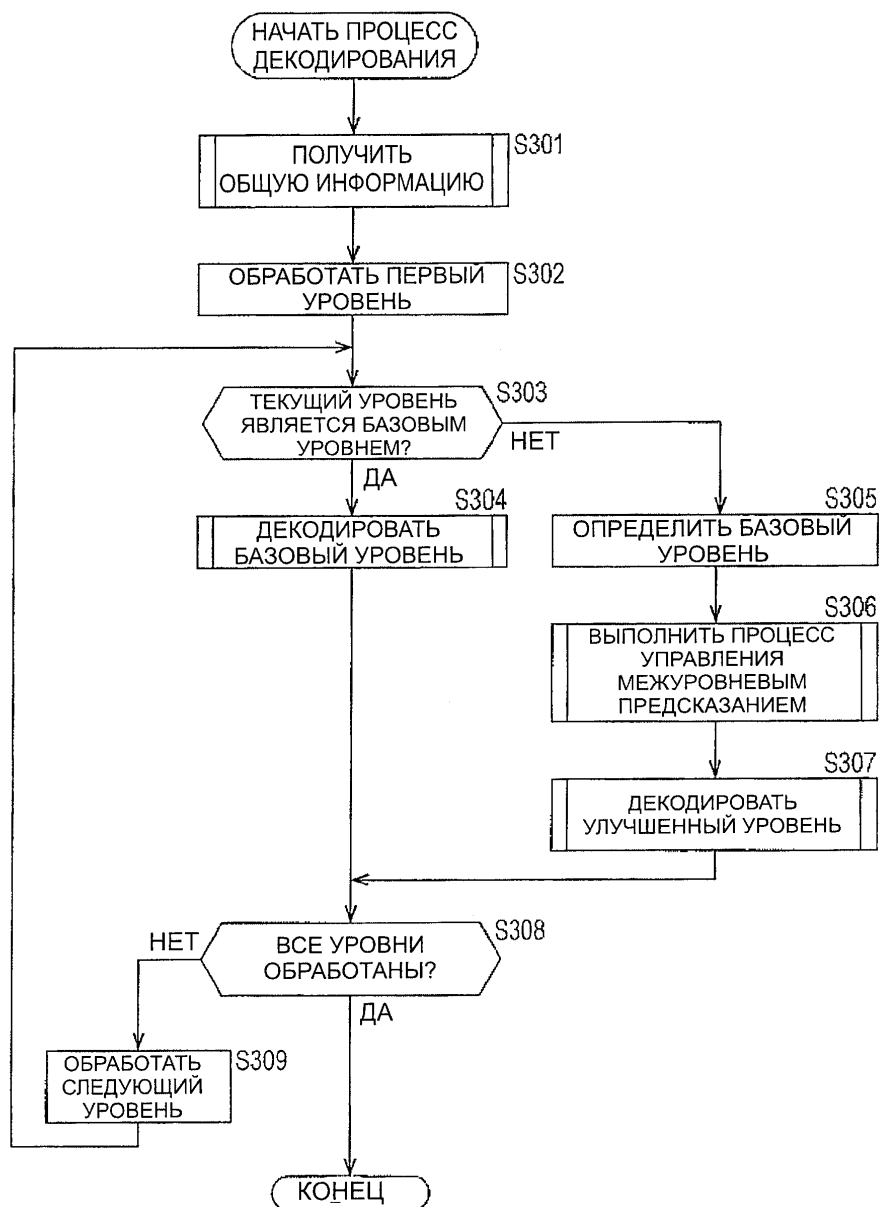 НАЧАТЬ ПРОЦЕСС
ДЕКОДИРОВАНИЯ
S301
ПОЛУЧИТЬ
ОБЩУЮ ИНФОРМАЦИЮ
S302
ОБРАБОТАТЬ ПЕРВЫЙ
УРОВЕНЬ
S303
ТЕКУЩИЙ УРОВЕНЬ
ЯВЛЯЕТСЯ БАЗОВЫМ
УРОВНЕМ?
НЕТ
ДА
S304
ДЕКОДИРОВАТЬ
БАЗОВЫЙ УРОВЕНЬ
S305
ОПРЕДЕЛИТЬ БАЗОВЫЙ
УРОВЕНЬ
S306
ВЫПОЛНИТЬ ПРОЦЕСС
УПРАВЛЕНИЯ
МЕЖУРОВНЕВЫМ
ПРЕДСКАЗАНИЕМ
S307
ДЕКОДИРОВАТЬ
УЛУЧШЕННЫЙ УРОВЕНЬ
S308
НЕТ
ВСЕ УРОВНИ
ОБРАБОТАНЫ?
ДА
S309
ОБРАБОТАТЬ
СЛЕДУЮЩИЙ
УРОВЕНЬ
КОНЕЦ